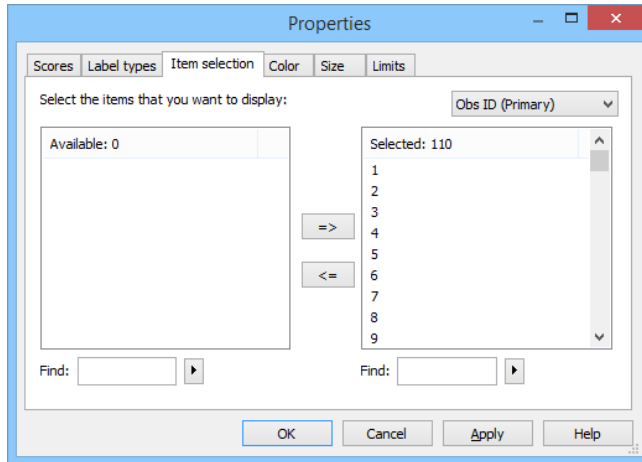 Properties
Scores Label types Item selection Color Size Limits
Select the items that you want to display:
Obs ID (Primary)
Available: 0
Selected: 110
1
2
3
4
5
6
7
8
9
=>
<=
Find:
Find:
OK Cancel Apply Help